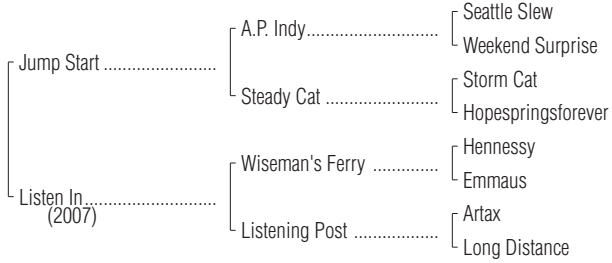 Seattle Slew
A.P. Indy
Weekend Surprise
Jump Start
Storm Cat
Steady Cat
Hopespringsforever
Hennessy
Wiseman's Ferry
Emmaus
Listen In
(2007)
Artax
Listening Post
Long Distance